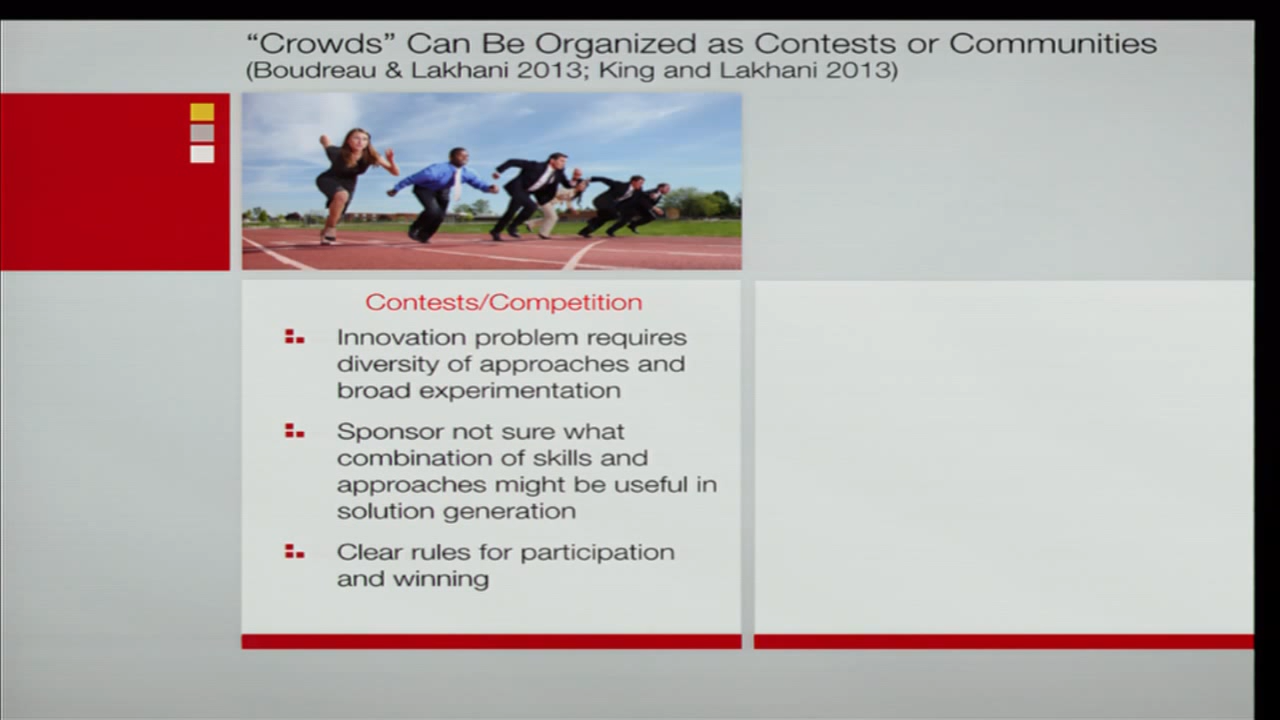 “Crowds” Can Be Organized as Contests or Communities
(Boudreau & Lakhani 2013; King and Lakhani 2013)
Contests/Competition
Innovation problem requires
diversity of approaches and
broad experimentation
Sponsor not sure what
combination of skills and
approaches might be useful in
solution generation
Clear rules for participation
and winning